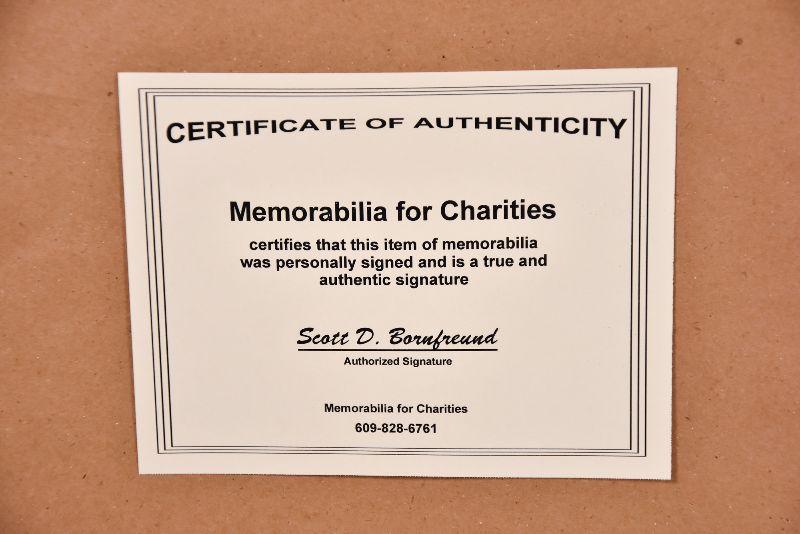 CERTIFICATE OF AUTHENTICITY
Memorabilia for Charities
certifies that this item of memorabilia
was personally signed and is a true and
authentic signature
Scott D. Bornfreund
Authorized Signature
Memorabilia for Charities
609-828-6761